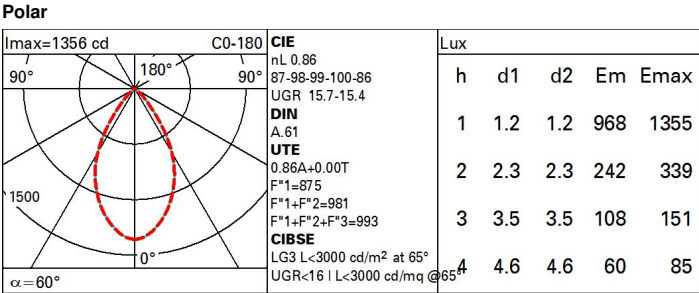 Polar
Imax=1356 cd C0-180
90° 180° 90°
1500
0°
α=60°
CIE
nL 0.86
87-98-99-100-86
UGR 15.7-15.4
DIN
A.61
UTE
0.86A+0.00T
F"1=875
F"1+F"2=981
F"1+F"2+F"3=993
CIBSE
LG3 L<3000 cd/m² at 65°
UGR<16 | L<3000 cd/mq @65°
Lux
h d1 d2 Em Emax
1 1.2 1.2 968 1355
2 2.3 2.3 242 339
3 3.5 3.5 108 151
4 4.6 4.6 60 85